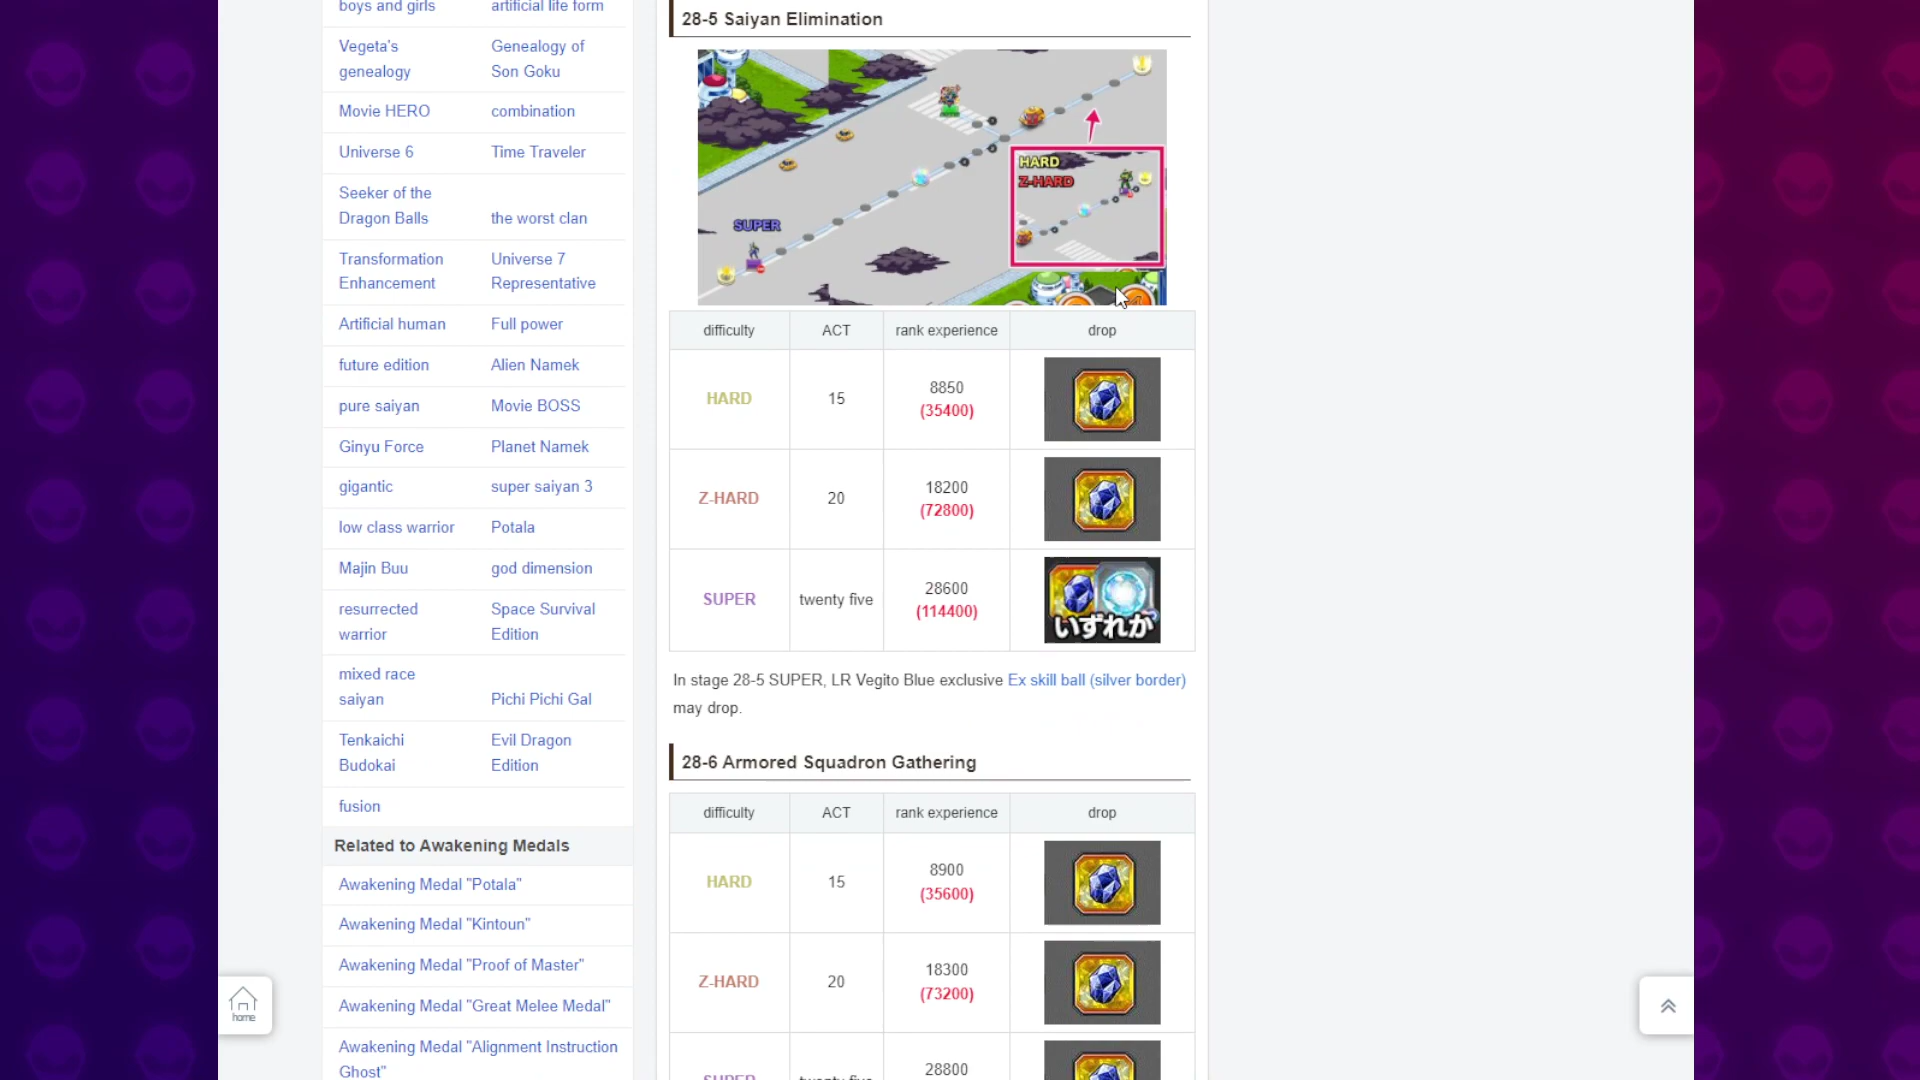 boys and girls
artificial life form
Vegeta's
genealogy
Genealogy of
Son Goku
Movie HERO
combination
Universe 6
Time Traveler
Seeker of the
Dragon Balls
the worst clan
Transformation
Enhancement
Universe 7
Representative
Artificial human
Full power
future edition
Alien Namek
pure saiyan
Movie BOSS
Ginyu Force
Planet Namek
gigantic
super saiyan 3
low class warrior
Potala
Majin Buu
god dimension
resurrected
warrior
Space Survival
Edition
mixed race
saiyan
Pichi Pichi Gal
Tenkaichi
Budokai
Evil Dragon
Edition
fusion
Related to Awakening Medals
Awakening Medal "Potala"
Awakening Medal "Kintoun"
Awakening Medal "Proof of Master"
Awakening Medal "Great Melee Medal"
Awakening Medal "Alignment Instruction
Ghost"
home
28-5 Saiyan Elimination
HARD
Z-HARD
SUPER
difficulty ACT rank experience drop
HARD 15 8850
(35400)
Z-HARD 20 18200
(72800)
SUPER twenty five 28600
(114400)
いずれか
In stage 28-5 SUPER, LR Vegito Blue exclusive Ex skill ball (silver border)
may drop.
28-6 Armored Squadron Gathering
difficulty ACT rank experience drop
HARD 15 8900
(35600)
Z-HARD 20 18300
(73200)
SUPER twenty five 28800